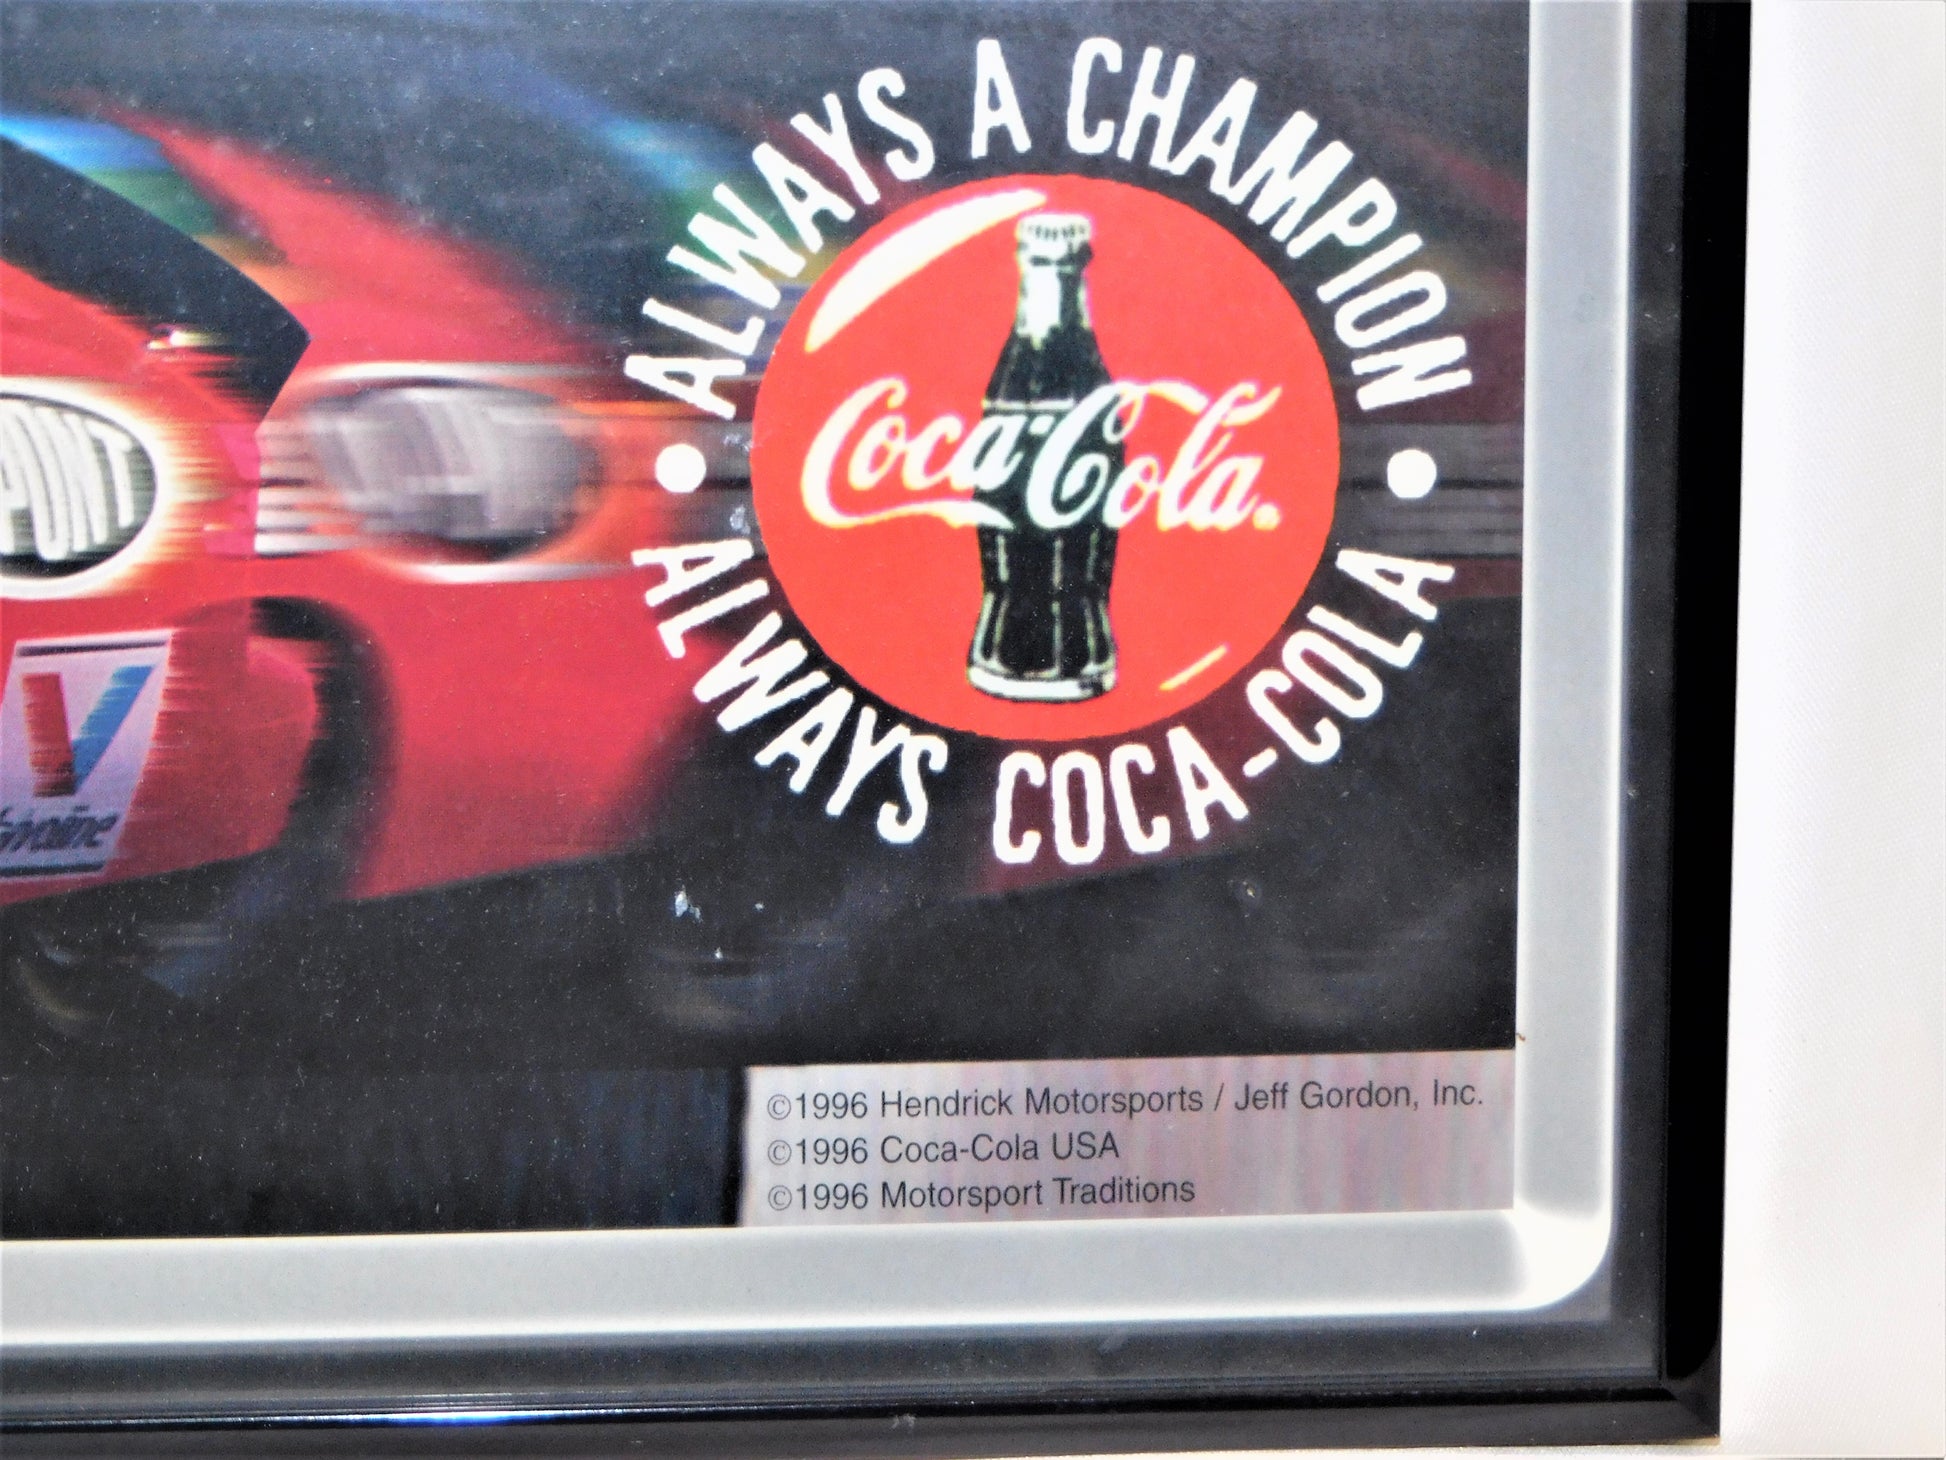 ALWAYS A CHAMPION
Coca-Cola
ALWAYS COCA-COLA
V
©1996 Hendrick Motorsports / Jeff Gordon, Inc.
©1996 Coca-Cola USA
©1996 Motorsport Traditions